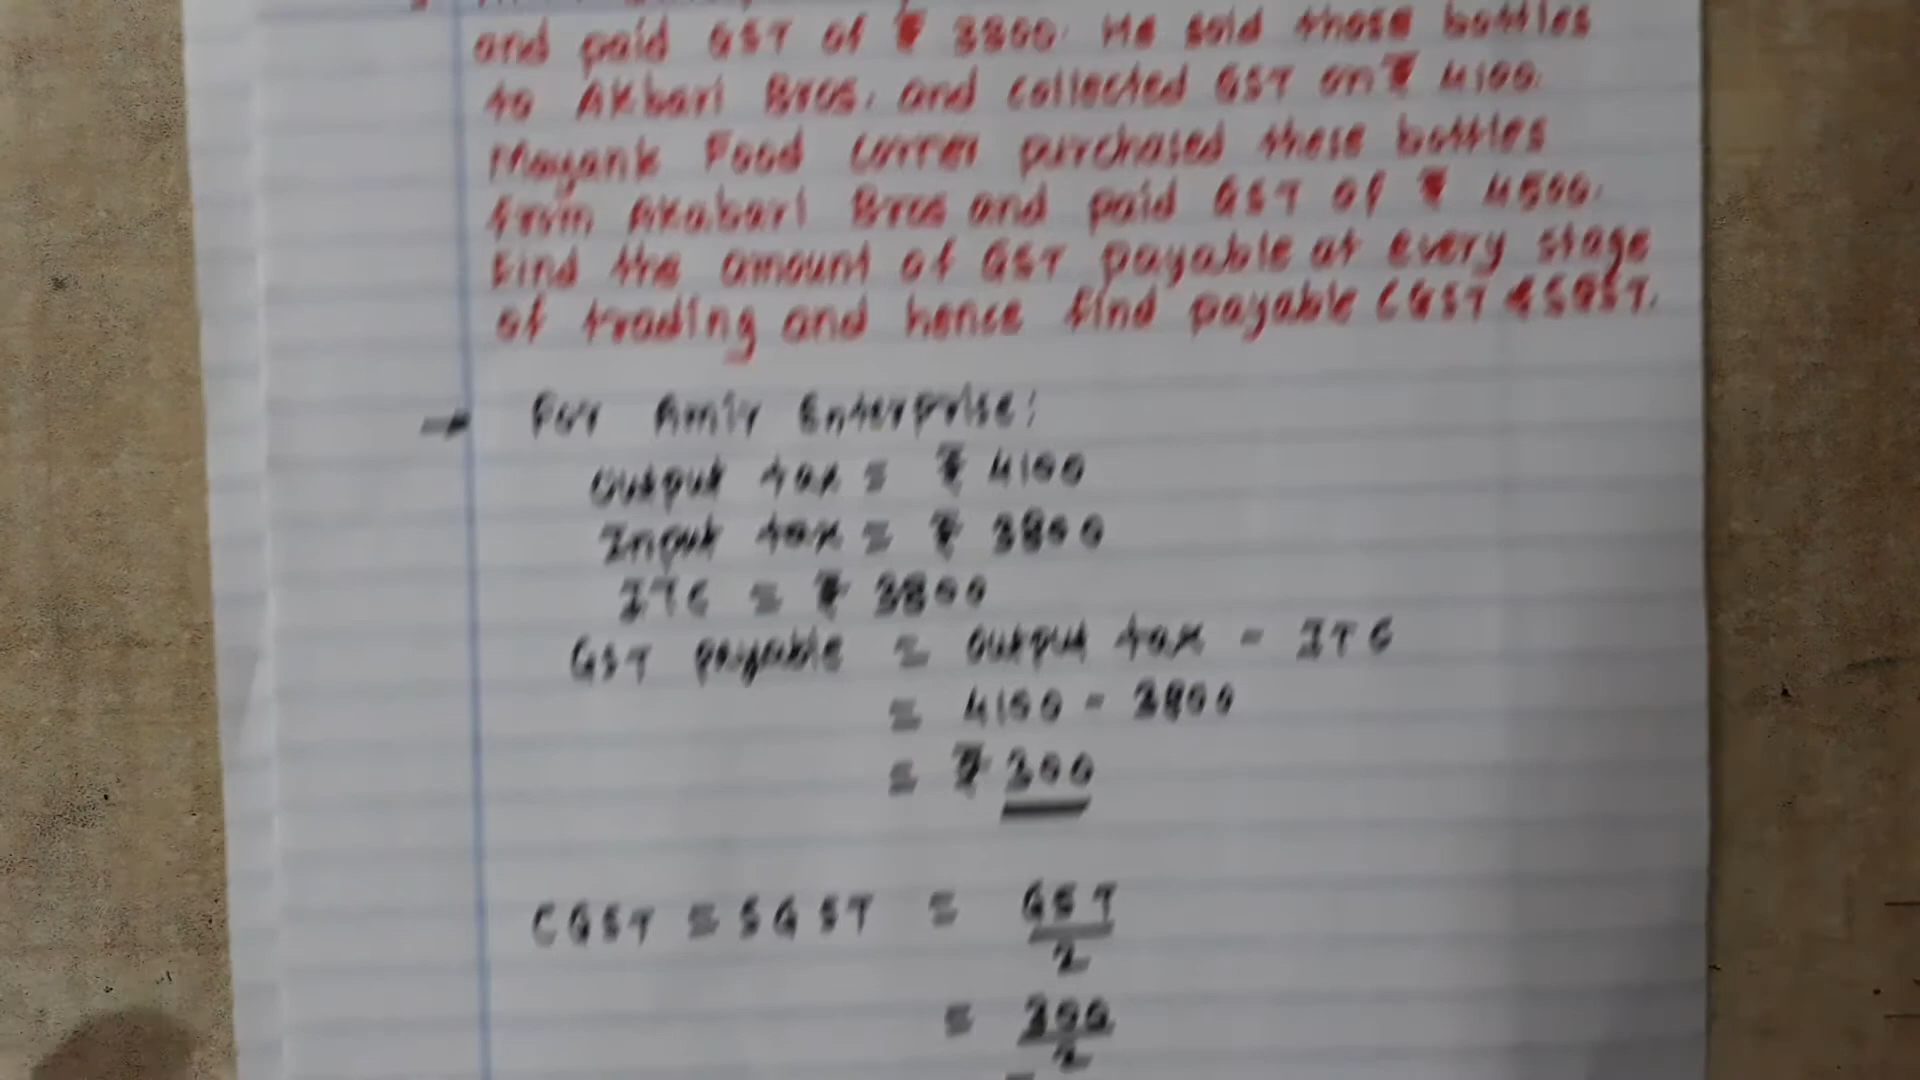 and paid GST of ₹ 3800. He sold those bottles
to Akbari Bros. and collected GST on ₹ 4100.
Mayank Food Corner purchased these bottles
from Akabari Bros and paid GST of ₹ 4500.
Find the amount of GST payable at every stage
of trading and hence find payable CGST & SGST.
→ For Amir Enterprise:
Output tax = ₹ 4100
Input tax = ₹ 3800
ITC = ₹ 3800
GST payable = output tax - ITC
= 4100 - 3800
= ₹ 300
CGST = SGST = GST
2
= 300
2